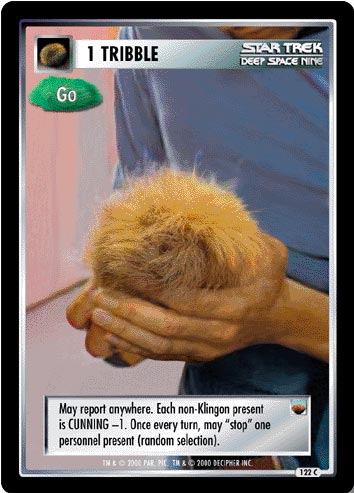 1 TRIBBLE
STAR TREK
DEEP SPACE NINE
Go
May report anywhere. Each non-Klingon present
is CUNNING –1. Once every turn, may “stop” one
personnel present (random selection).
TM & © 2000 PAR. PIC. TM & © 2000 DECIPHER INC.
122 C